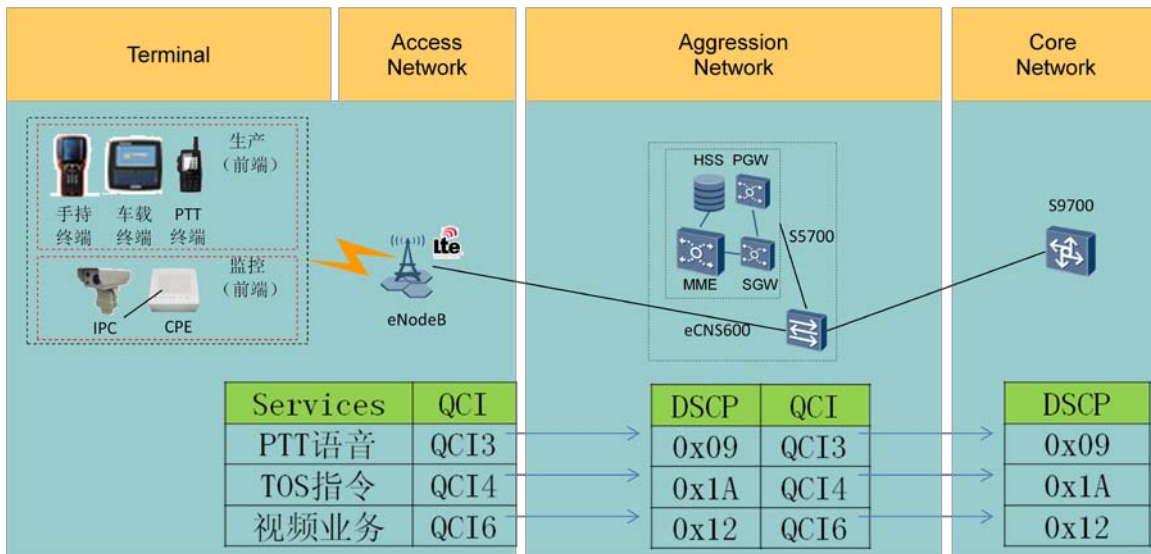 Terminal
Access
Network
Aggression
Network
Core
Network
生产
(前端)
手持
终端
车载
终端
PTT
终端
监控
(前端)
IPC
CPE
Lte
eNodeB
HSS
PGW
MME
SGW
S5700
eCNS600
S9700
Services QCI
PTT语音 QCI3
TOS指令 QCI4
视频业务 QCI6
DSCP QCI
0x09 QCI3
0x1A QCI4
0x12 QCI6
DSCP
0x09
0x1A
0x12